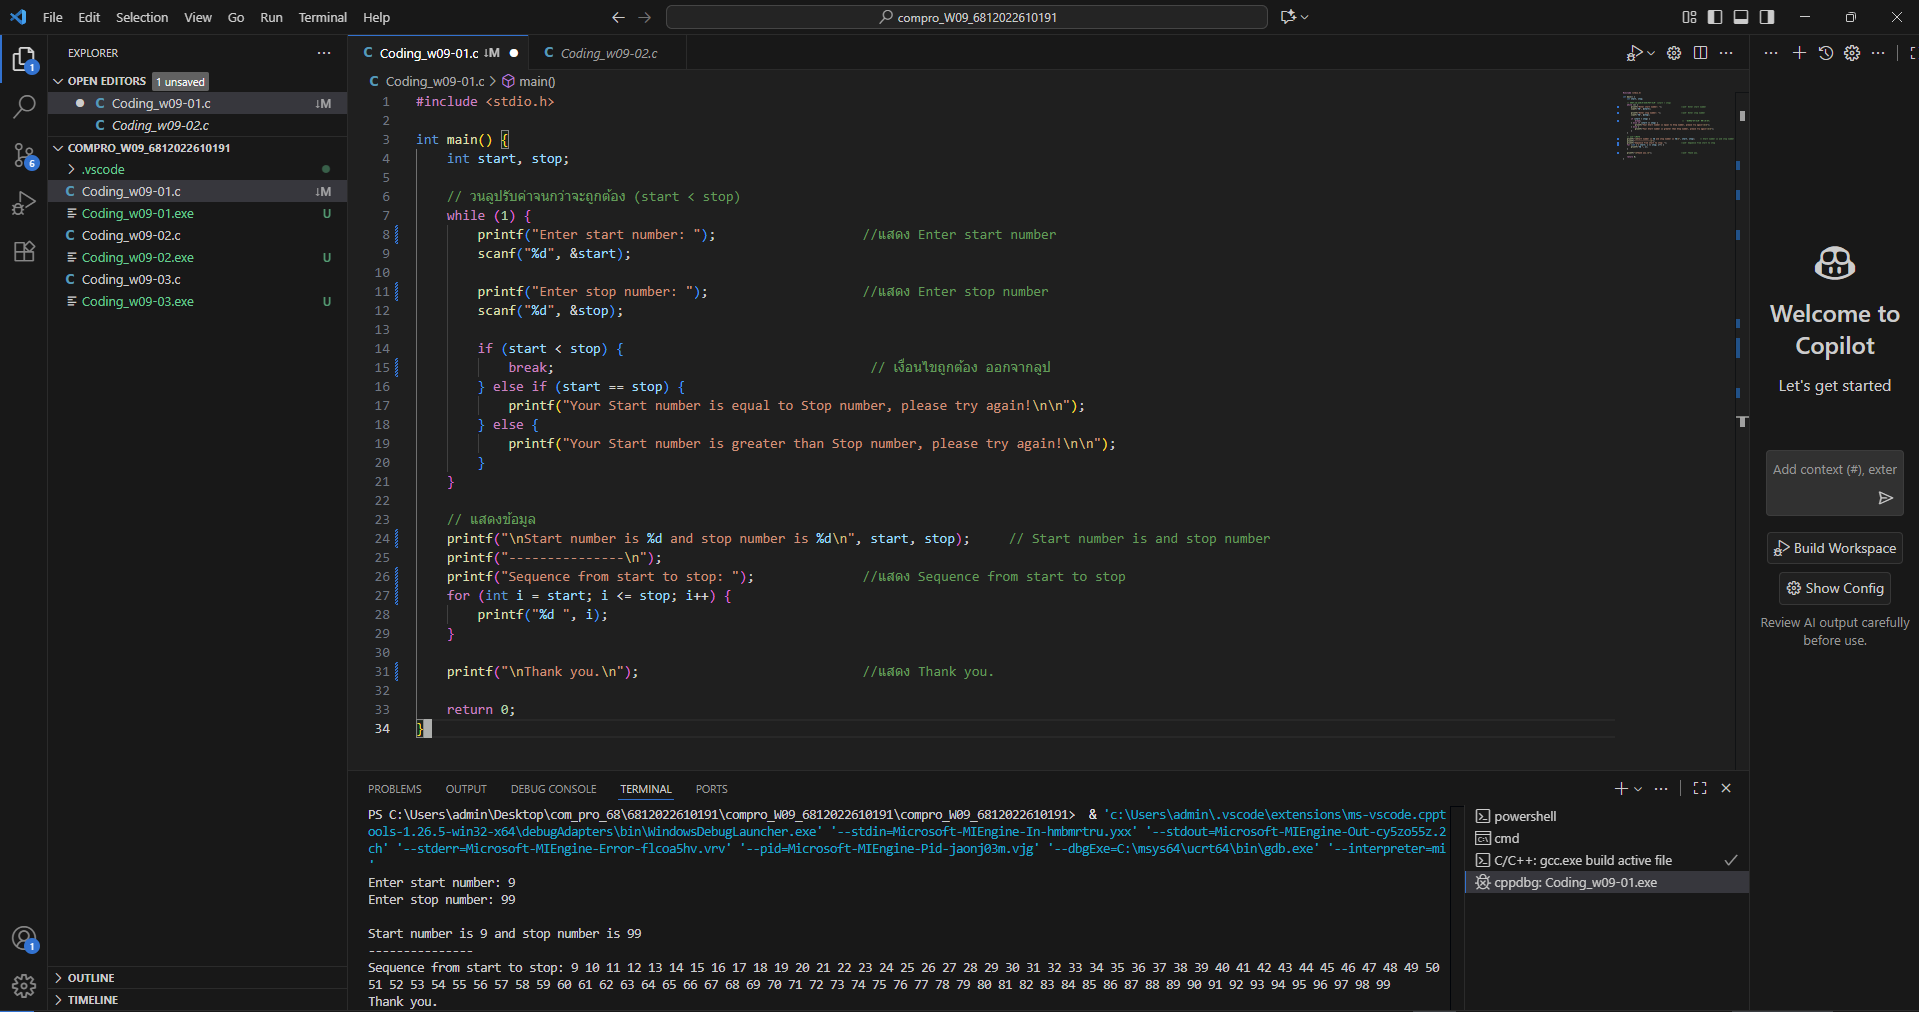 File Edit Selection View Go Run Terminal Help
compro_W09_6812022610191
EXPLORER
OPEN EDITORS 1 unsaved
Coding_w09-01.c ↓M
Coding_w09-02.c
COMPRO_W09_6812022610191
.vscode
Coding_w09-01.c ↓M
Coding_w09-01.exe U
Coding_w09-02.c
Coding_w09-02.exe U
Coding_w09-03.c
Coding_w09-03.exe U
OUTLINE
TIMELINE
1
6
1
Coding_w09-01.c ↓M
Coding_w09-02.c
Coding_w09-01.c > main()
1 #include <stdio.h>
2
3 int main() {
4 int start, stop;
5
6 // วนลูปรับค่าจนกว่าจะถูกต้อง (start < stop)
7 while (1) {
8 printf("Enter start number: "); //แสดง Enter start number
9 scanf("%d", &start);
10
11 printf("Enter stop number: "); //แสดง Enter stop number
12 scanf("%d", &stop);
13
14 if (start < stop) {
15 break; // เงื่อนไขถูกต้อง ออกจากลูป
16 } else if (start == stop) {
17 printf("Your Start number is equal to Stop number, please try again!\n\n");
18 } else {
19 printf("Your Start number is greater than Stop number, please try again!\n\n");
20 }
21 }
22
23 // แสดงข้อมูล
24 printf("\nStart number is %d and stop number is %d\n", start, stop); // Start number is and stop number
25 printf("---------------\n");
26 printf("Sequence from start to stop: "); //แสดง Sequence from start to stop
27 for (int i = start; i <= stop; i++) {
28 printf("%d ", i);
29 }
30
31 printf("\nThank you.\n"); //แสดง Thank you.
32
33 return 0;
34 }
PROBLEMS OUTPUT DEBUG CONSOLE TERMINAL PORTS
PS C:\Users\admin\Desktop\com_pro_68\6812022610191\compro_W09_6812022610191\compro_W09_6812022610191> & 'c:\Users\admin\.vscode\extensions\ms-vscode.cppt
ools-1.26.5-win32-x64\debugAdapters\bin\WindowsDebugLauncher.exe' '--stdin=Microsoft-MIEngine-In-hmbmrtru.yxx' '--stdout=Microsoft-MIEngine-Out-cy5zo55z.2
ch' '--stderr=Microsoft-MIEngine-Error-flcoa5hv.vrv' '--pid=Microsoft-MIEngine-Pid-jaonj03m.vjg' '--dbgExe=C:\msys64\ucrt64\bin\gdb.exe' '--interpreter=mi
'
Enter start number: 9
Enter stop number: 99
Start number is 9 and stop number is 99
---------------
Sequence from start to stop: 9 10 11 12 13 14 15 16 17 18 19 20 21 22 23 24 25 26 27 28 29 30 31 32 33 34 35 36 37 38 39 40 41 42 43 44 45 46 47 48 49 50
51 52 53 54 55 56 57 58 59 60 61 62 63 64 65 66 67 68 69 70 71 72 73 74 75 76 77 78 79 80 81 82 83 84 85 86 87 88 89 90 91 92 93 94 95 96 97 98 99
Thank you.
powershell
cmd
C/C++: gcc.exe build active file
cppdbg: Coding_w09-01.exe
Welcome to
Copilot
Let's get started
Add context (#), exter
Build Workspace
Show Config
Review AI output carefully
before use.